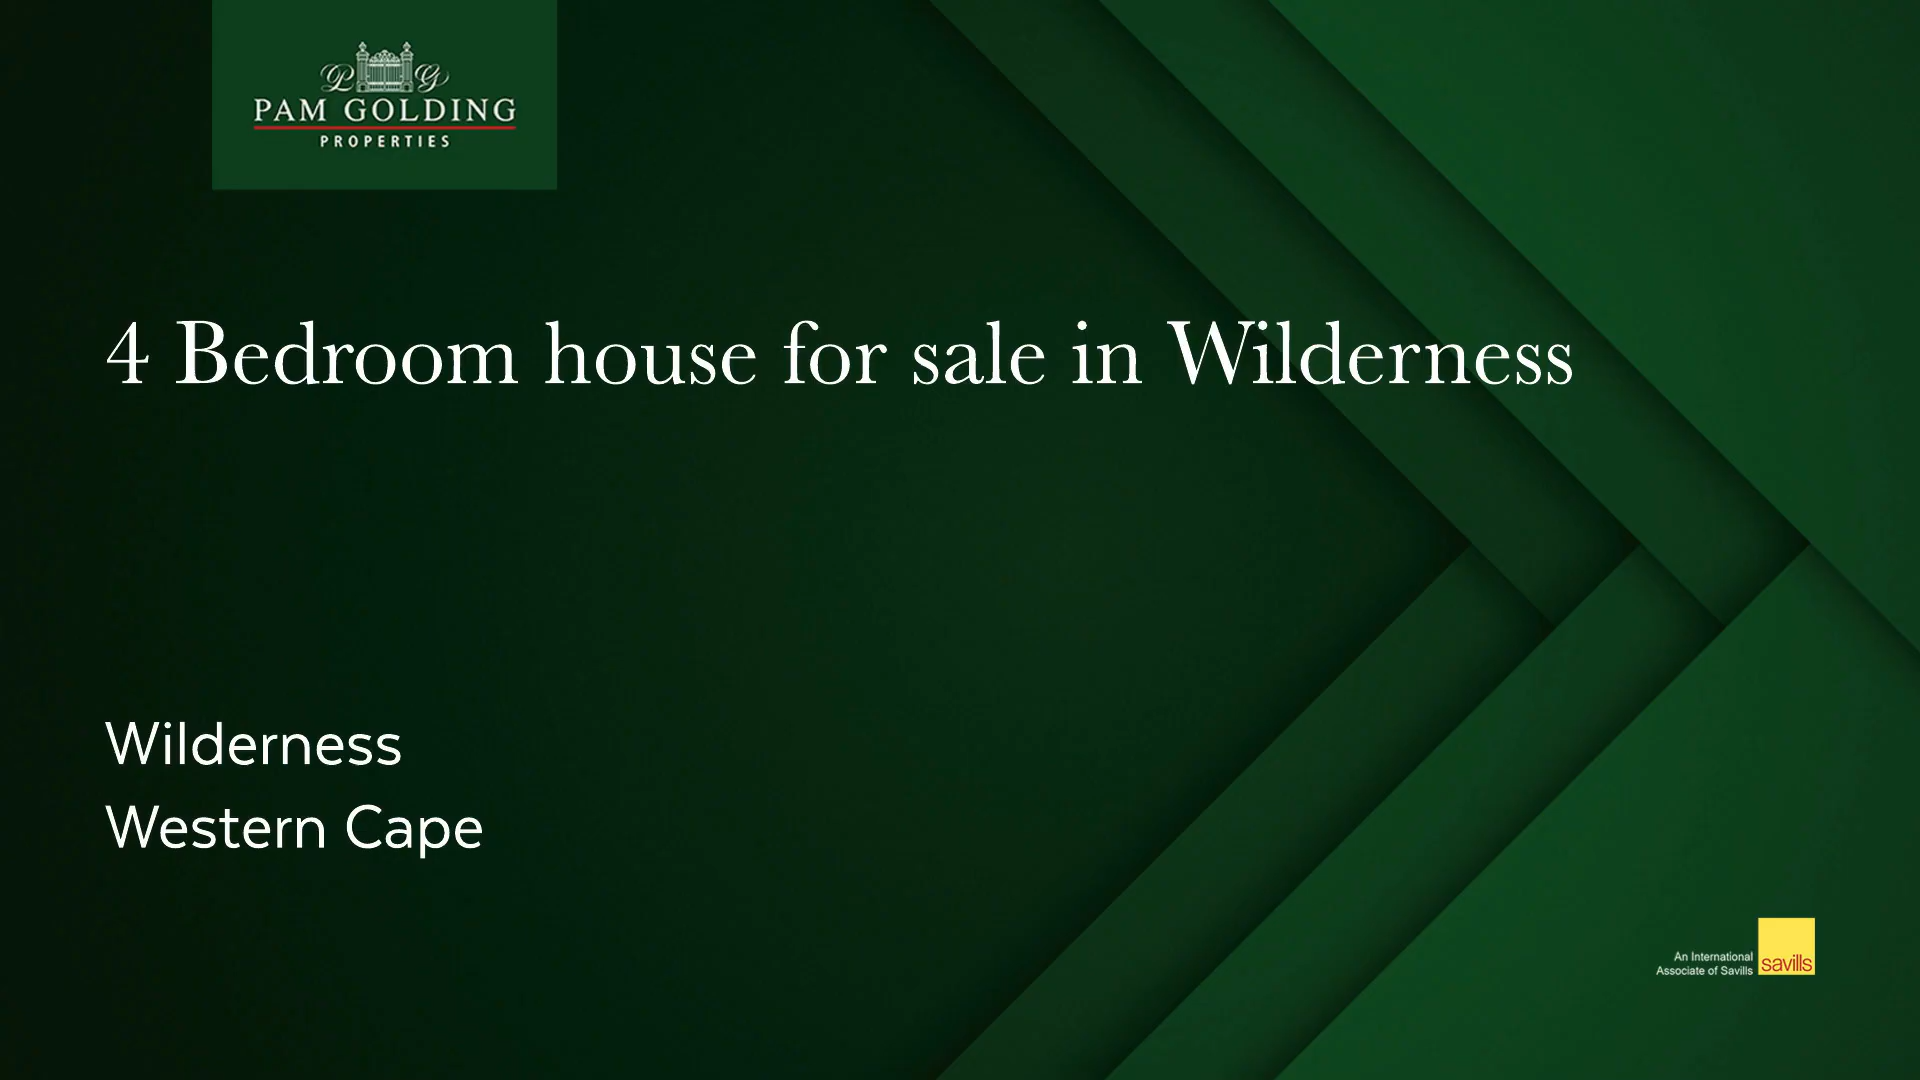 PG
PAM GOLDING
PROPERTIES
4 Bedroom house for sale in Wilderness
Wilderness
Western Cape
An International
Associate of Savills
savills